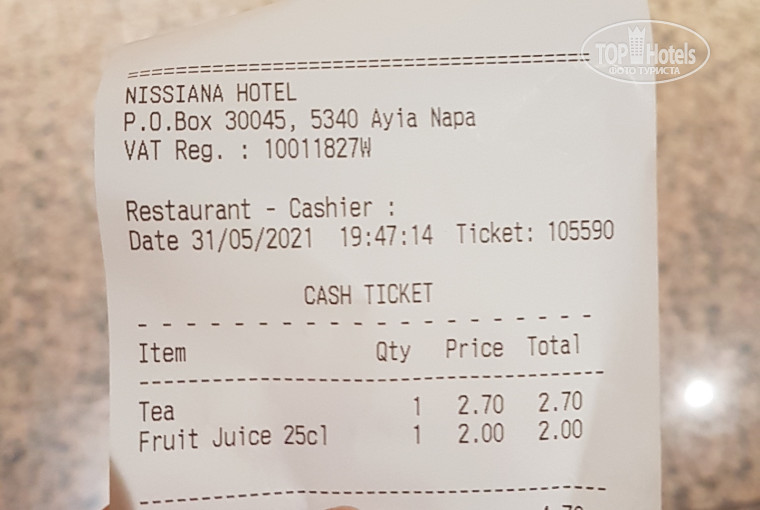 TOP Hotels
ФОТО ТУРИСТА
NISSIANA HOTEL
P.O.Box 30045, 5340 Ayia Napa
VAT Reg. : 10011827W
Restaurant - Cashier :
Date 31/05/2021 19:47:14 Ticket: 105590
CASH TICKET
Item Qty Price Total
Tea 1 2.70 2.70
Fruit Juice 25cl 1 2.00 2.00